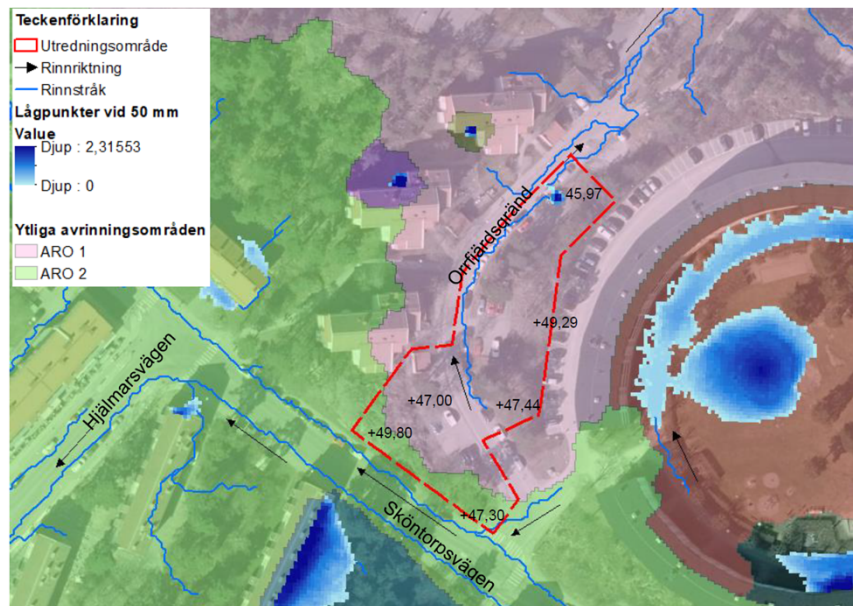 Teckenförklaring
Utredningsområde
Rinnriktning
Rinnstråk
Lågpunkter vid 50 mm
Value
Djup : 2,31553
Djup : 0
Ytliga avrinningsområden
ARO 1
ARO 2
45,97
Orrfjärdsgränd
+49,29
+47,00
+47,44
Hjälmarsvägen
+49,80
+47,30
Sköntorpsvägen